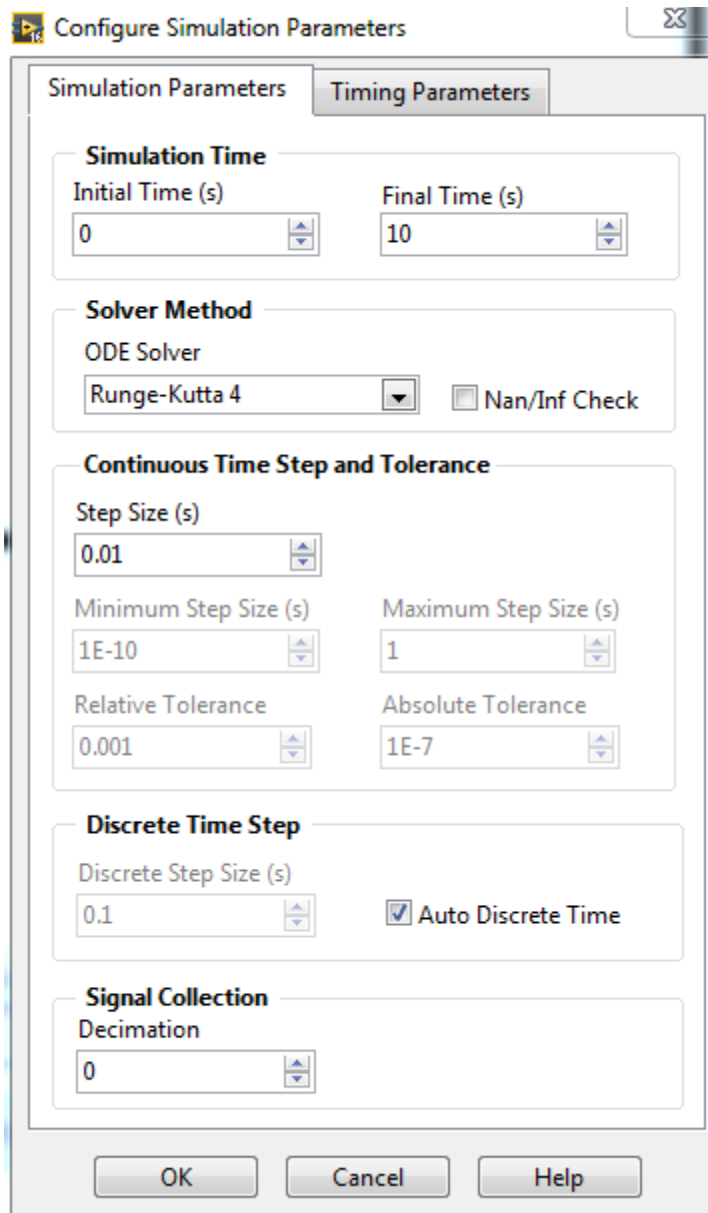 Configure Simulation Parameters
Simulation Parameters
Timing Parameters
Simulation Time
Initial Time (s)
Final Time (s)
0
10
Solver Method
ODE Solver
Runge-Kutta 4
Nan/Inf Check
Continuous Time Step and Tolerance
Step Size (s)
0.01
Minimum Step Size (s)
Maximum Step Size (s)
1E-10
1
Relative Tolerance
Absolute Tolerance
0.001
1E-7
Discrete Time Step
Discrete Step Size (s)
0.1
Auto Discrete Time
Signal Collection
Decimation
0
OK
Cancel
Help